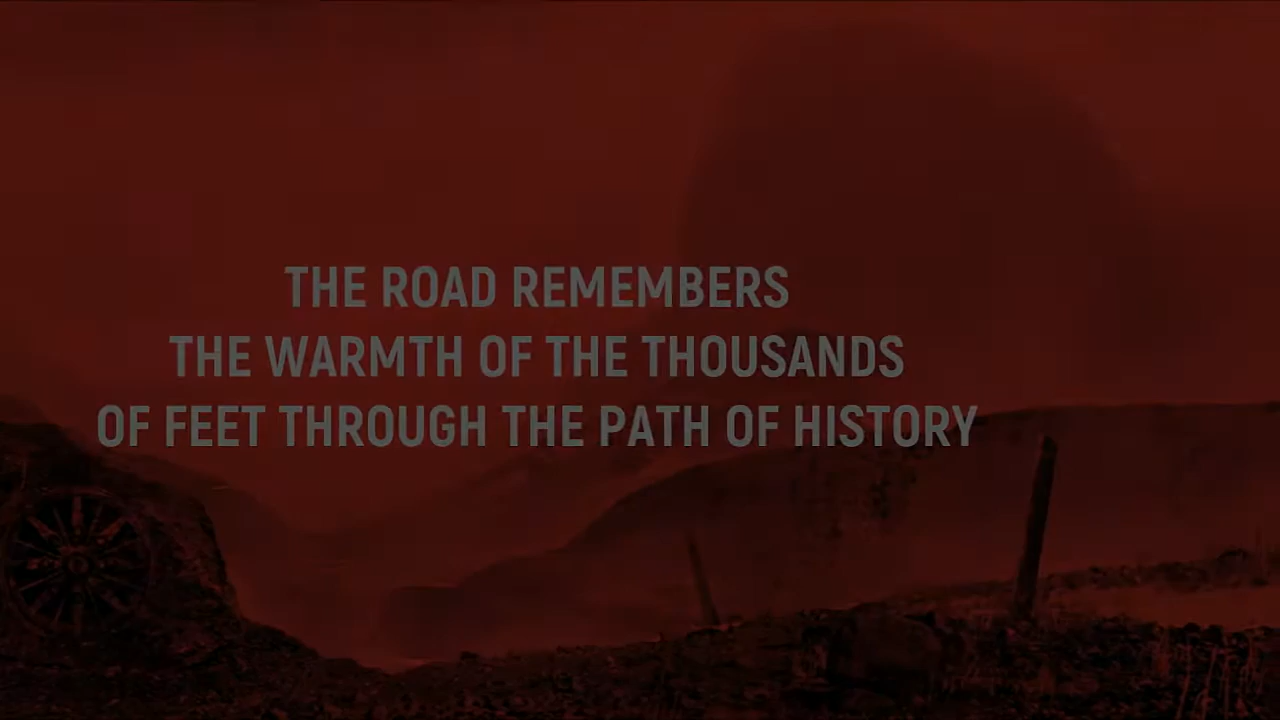 THE ROAD REMEMBERS
THE WARMTH OF THE THOUSANDS
OF FEET THROUGH THE PATH OF HISTORY